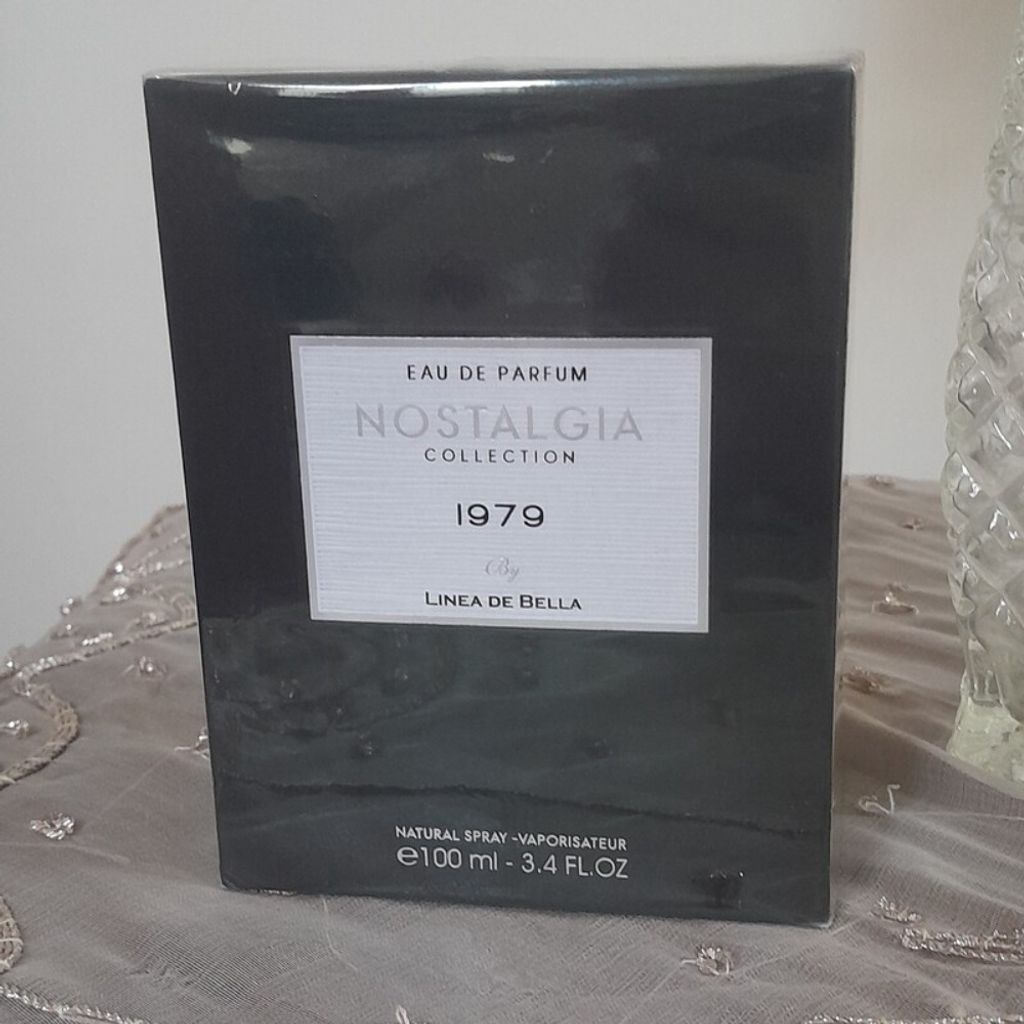 EAU DE PARFUM
NOSTALGIA
COLLECTION
1979
By
LINEA DE BELLA
NATURAL SPRAY -VAPORISATEUR
℮100 ml - 3.4 FL.OZ